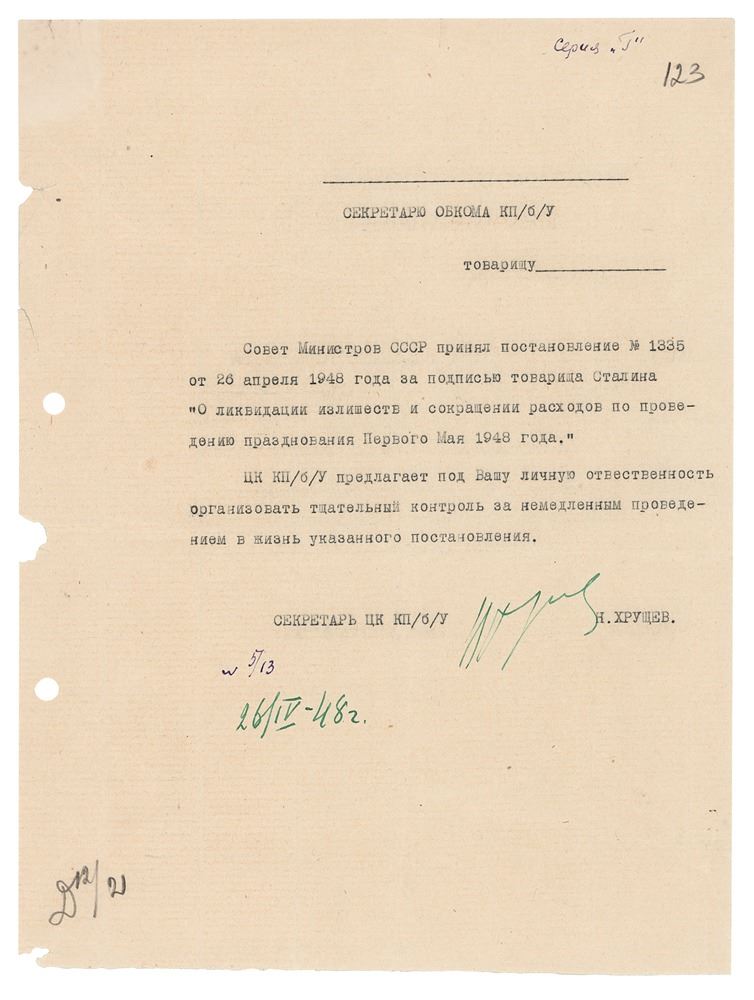 Серия „Г"
123
СЕКРЕТАРЮ ОБКОМА КП/б/У
товарищу
Совет Министров СССР принял постановление № 1335
от 26 апреля 1948 года за подписью товарища Сталина
"О ликвидации излишеств и сокращении расходов по прове-
дению празднования Первого Мая 1948 года."
ЦК КП/б/У предлагает под Вашу личную отвественность
организовать тщательный контроль за немедленным проведе-
нием в жизнь указанного постановления.
СЕКРЕТАРЬ ЦК КП/б/У Н.ХРУЩЕВ.
5/13
26/IV-48г.